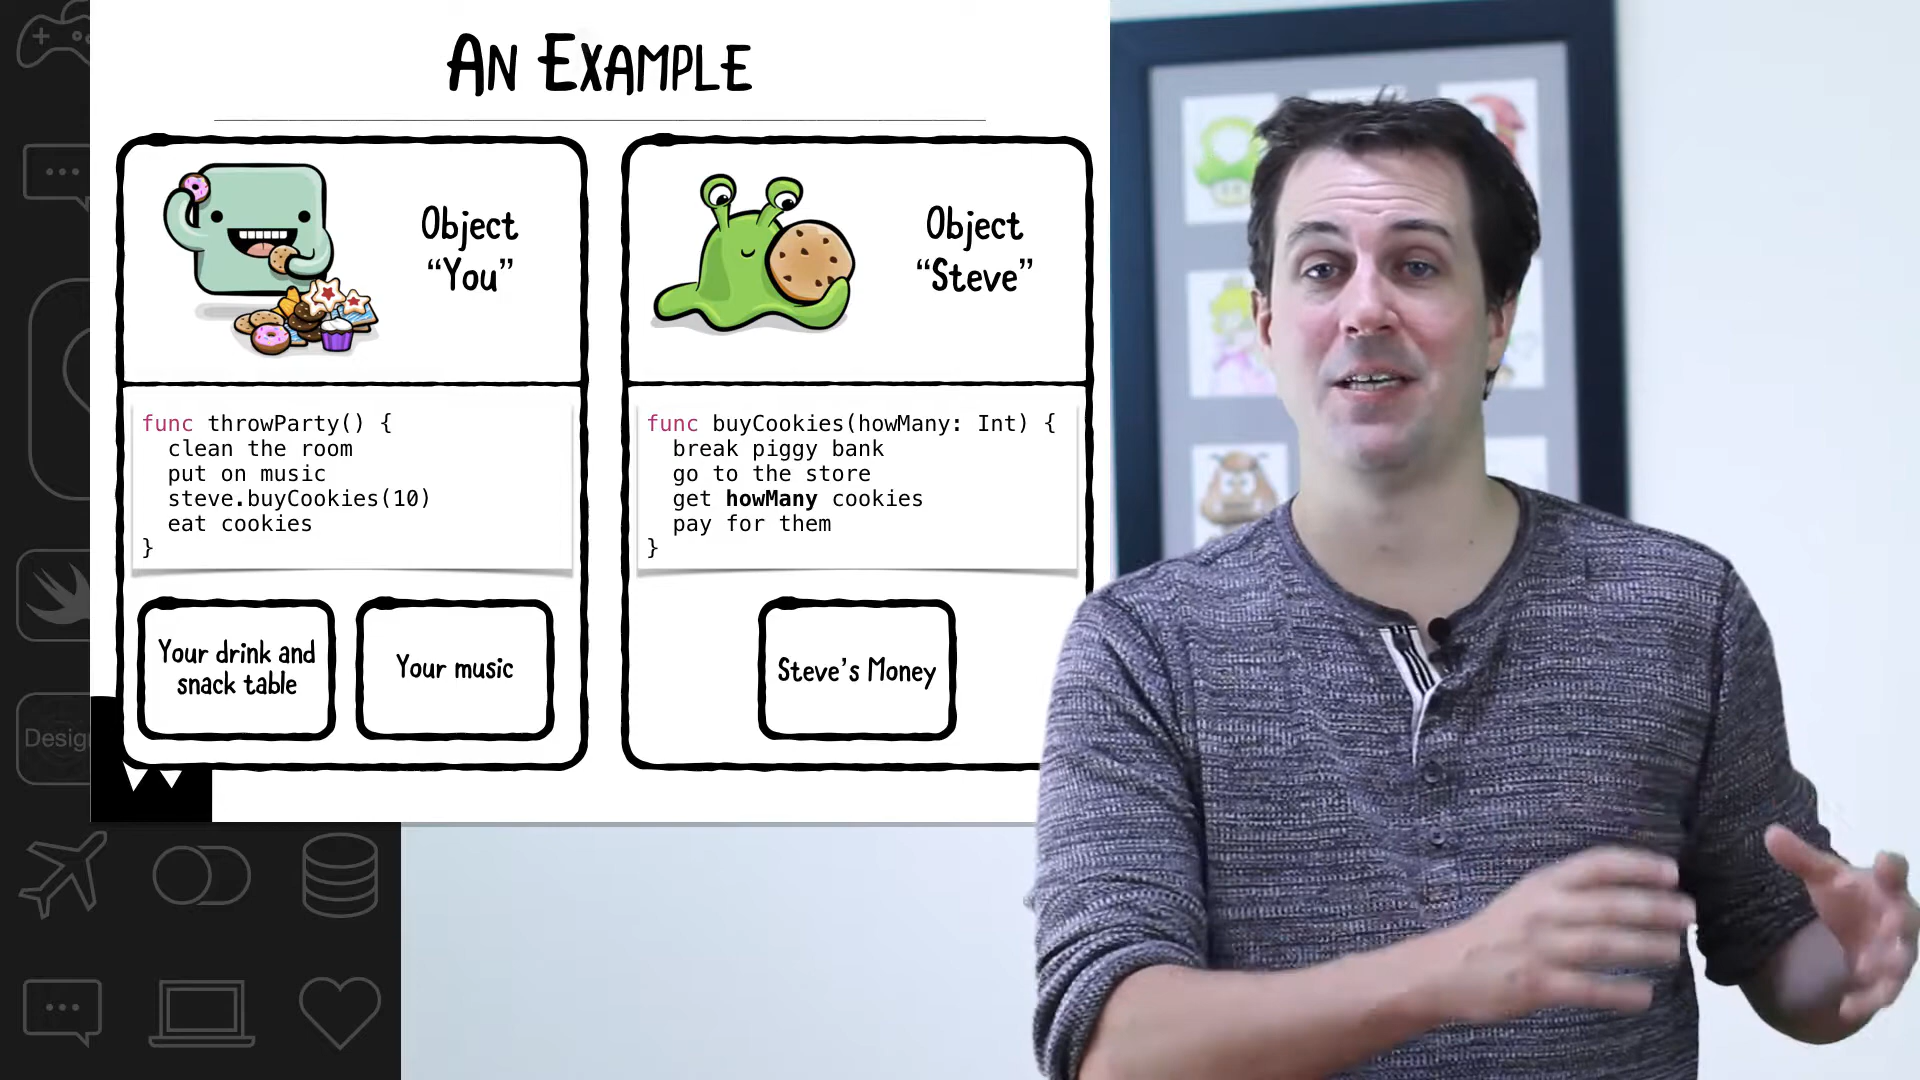 AN EXAMPLE
Object
“You”
func throwParty() {
  clean the room
  put on music
  steve.buyCookies(10)
  eat cookies
}
Your drink and
snack table
Your music
Object
“Steve”
func buyCookies(howMany: Int) {
  break piggy bank
  go to the store
  get howMany cookies
  pay for them
}
Steve’s Money
Design